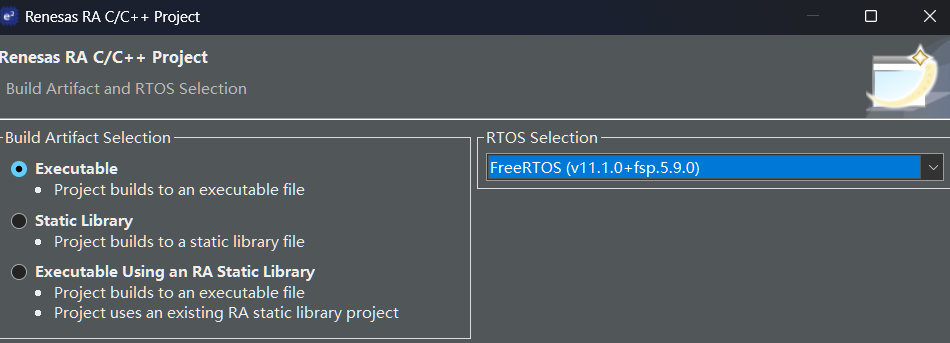 e² Renesas RA C/C++ Project
Renesas RA C/C++ Project
Build Artifact and RTOS Selection
Build Artifact Selection
Executable
• Project builds to an executable file
Static Library
• Project builds to a static library file
Executable Using an RA Static Library
• Project builds to an executable file
• Project uses an existing RA static library project
RTOS Selection
FreeRTOS (v11.1.0+fsp.5.9.0)